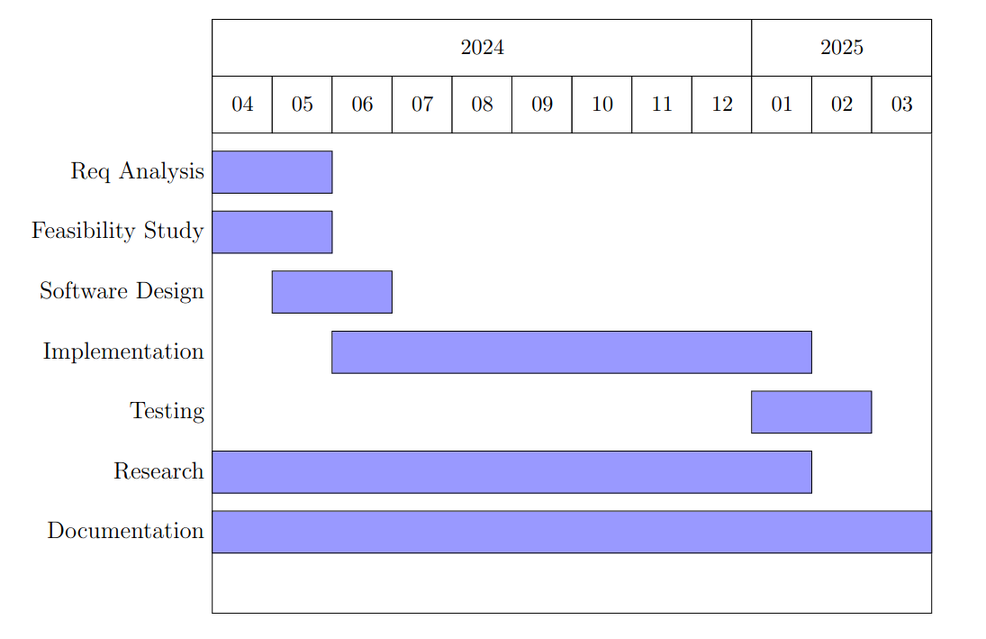 2024 2025
04 05 06 07 08 09 10 11 12 01 02 03
Req Analysis
Feasibility Study
Software Design
Implementation
Testing
Research
Documentation